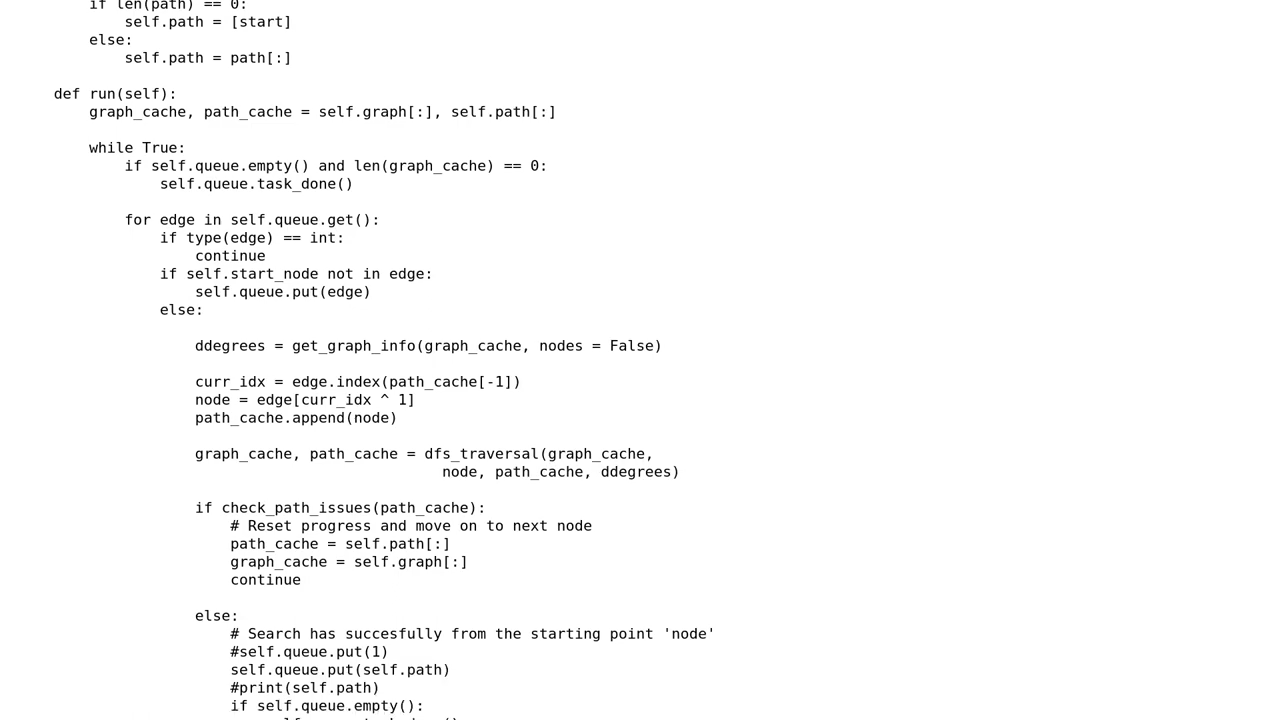 if len(path) == 0:
self.path = [start]
else:
self.path = path[:]
def run(self):
graph_cache, path_cache = self.graph[:], self.path[:]
while True:
if self.queue.empty() and len(graph_cache) == 0:
self.queue.task_done()
for edge in self.queue.get():
if type(edge) == int:
continue
if self.start_node not in edge:
self.queue.put(edge)
else:
ddegrees = get_graph_info(graph_cache, nodes = False)
curr_idx = edge.index(path_cache[-1])
node = edge[curr_idx ^ 1]
path_cache.append(node)
graph_cache, path_cache = dfs_traversal(graph_cache,
node, path_cache, ddegrees)
if check_path_issues(path_cache):
# Reset progress and move on to next node
path_cache = self.path[:]
graph_cache = self.graph[:]
continue
else:
# Search has succesfully from the starting point 'node'
#self.queue.put(1)
self.queue.put(self.path)
#print(self.path)
if self.queue.empty():